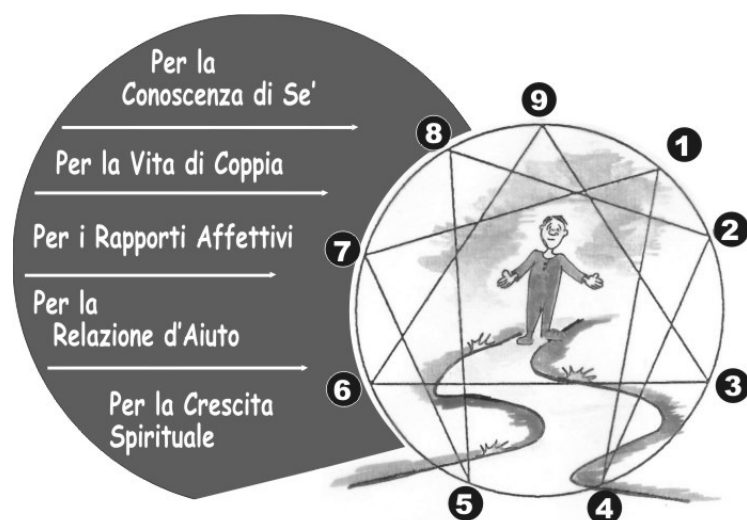 Per la
Conoscenza di Se'
Per la Vita di Coppia
Per i Rapporti Affettivi
Per la
Relazione d'Aiuto
Per la Crescita
Spirituale
9
8
1
2
7
6
3
5
4